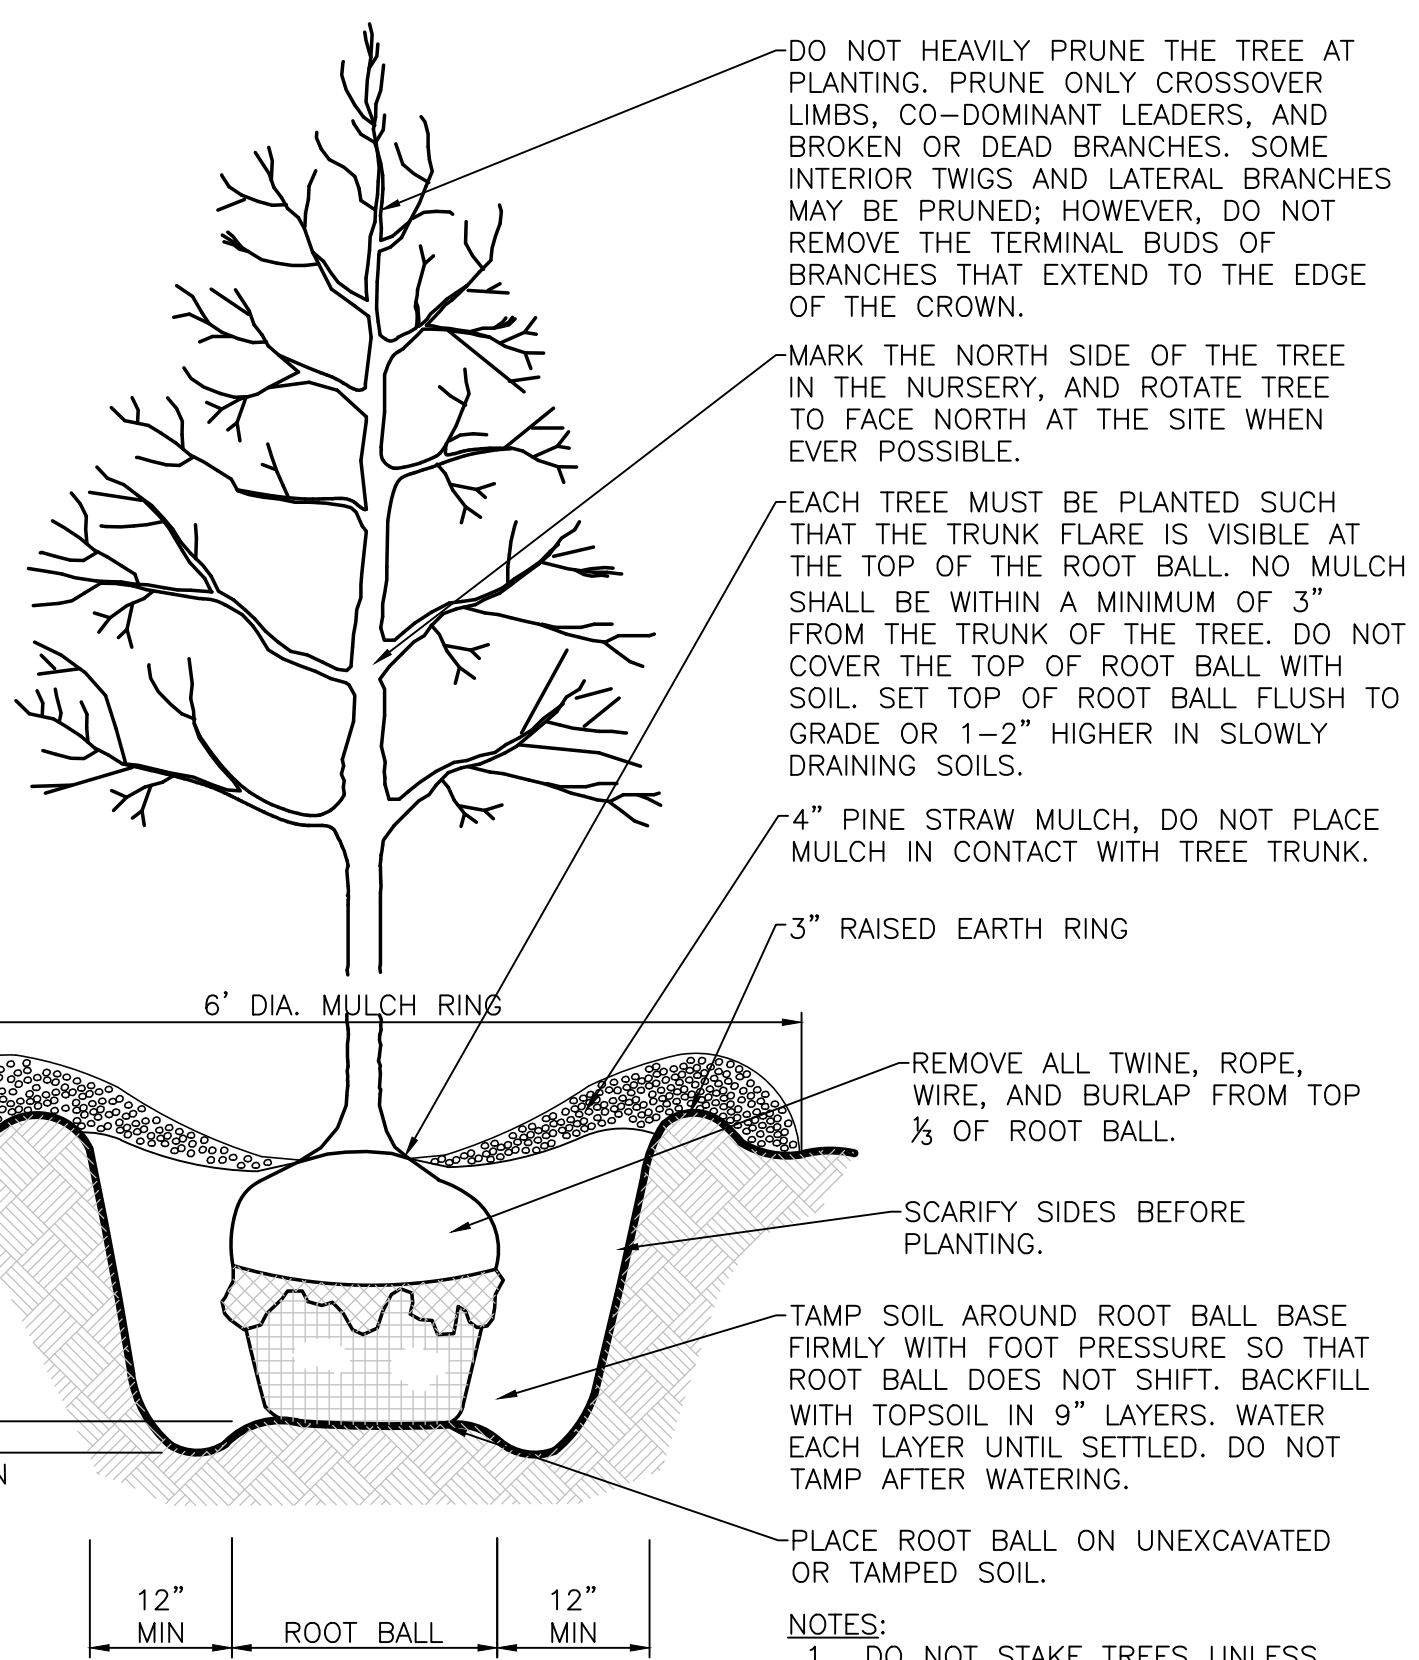 DO NOT HEAVILY PRUNE THE TREE AT
PLANTING. PRUNE ONLY CROSSOVER
LIMBS, CO-DOMINANT LEADERS, AND
BROKEN OR DEAD BRANCHES. SOME
INTERIOR TWIGS AND LATERAL BRANCHES
MAY BE PRUNED; HOWEVER, DO NOT
REMOVE THE TERMINAL BUDS OF
BRANCHES THAT EXTEND TO THE EDGE
OF THE CROWN.
MARK THE NORTH SIDE OF THE TREE
IN THE NURSERY, AND ROTATE TREE
TO FACE NORTH AT THE SITE WHEN
EVER POSSIBLE.
EACH TREE MUST BE PLANTED SUCH
THAT THE TRUNK FLARE IS VISIBLE AT
THE TOP OF THE ROOT BALL. NO MULCH
SHALL BE WITHIN A MINIMUM OF 3”
FROM THE TRUNK OF THE TREE. DO NOT
COVER THE TOP OF ROOT BALL WITH
SOIL. SET TOP OF ROOT BALL FLUSH TO
GRADE OR 1-2” HIGHER IN SLOWLY
DRAINING SOILS.
4” PINE STRAW MULCH, DO NOT PLACE
MULCH IN CONTACT WITH TREE TRUNK.
3” RAISED EARTH RING
6’ DIA. MULCH RING
REMOVE ALL TWINE, ROPE,
WIRE, AND BURLAP FROM TOP
⅓ OF ROOT BALL.
SCARIFY SIDES BEFORE
PLANTING.
TAMP SOIL AROUND ROOT BALL BASE
FIRMLY WITH FOOT PRESSURE SO THAT
ROOT BALL DOES NOT SHIFT. BACKFILL
WITH TOPSOIL IN 9” LAYERS. WATER
EACH LAYER UNTIL SETTLED. DO NOT
TAMP AFTER WATERING.
PLACE ROOT BALL ON UNEXCAVATED
OR TAMPED SOIL.
12”
MIN
ROOT BALL
12”
MIN
NOTES:
1. DO NOT STAKE TREES UNLESS